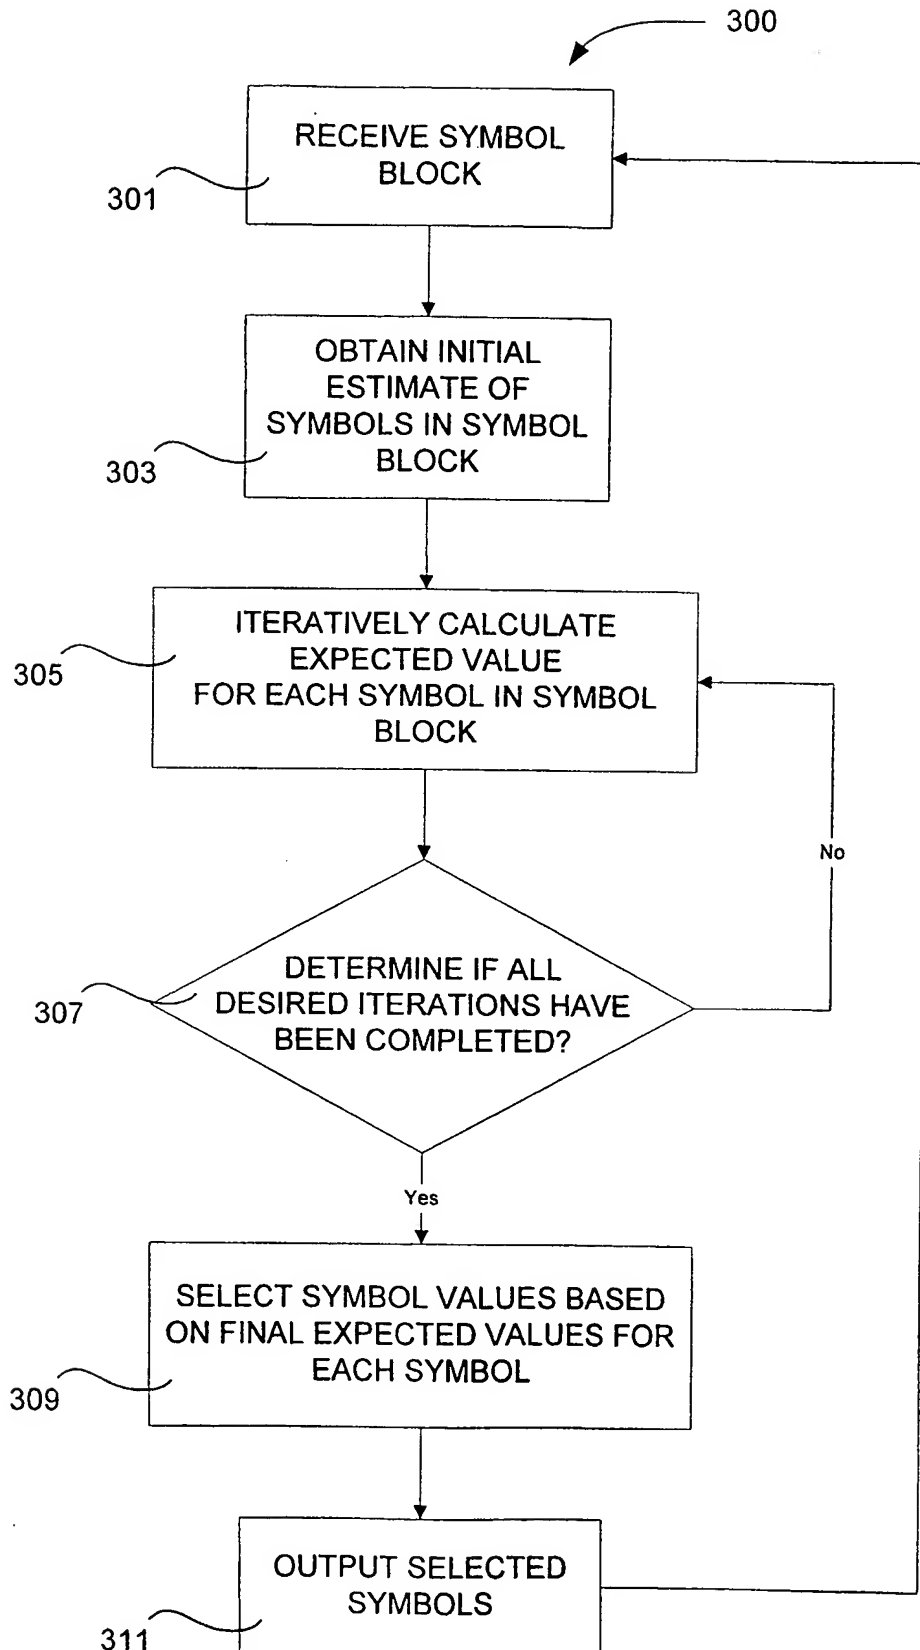 300
RECEIVE SYMBOL
BLOCK
301
OBTAIN INITIAL
ESTIMATE OF
SYMBOLS IN SYMBOL
BLOCK
303
ITERATIVELY CALCULATE
EXPECTED VALUE
FOR EACH SYMBOL IN SYMBOL
BLOCK
305
No
DETERMINE IF ALL
DESIRED ITERATIONS HAVE
BEEN COMPLETED?
307
Yes
SELECT SYMBOL VALUES BASED
ON FINAL EXPECTED VALUES FOR
EACH SYMBOL
309
OUTPUT SELECTED
SYMBOLS
311